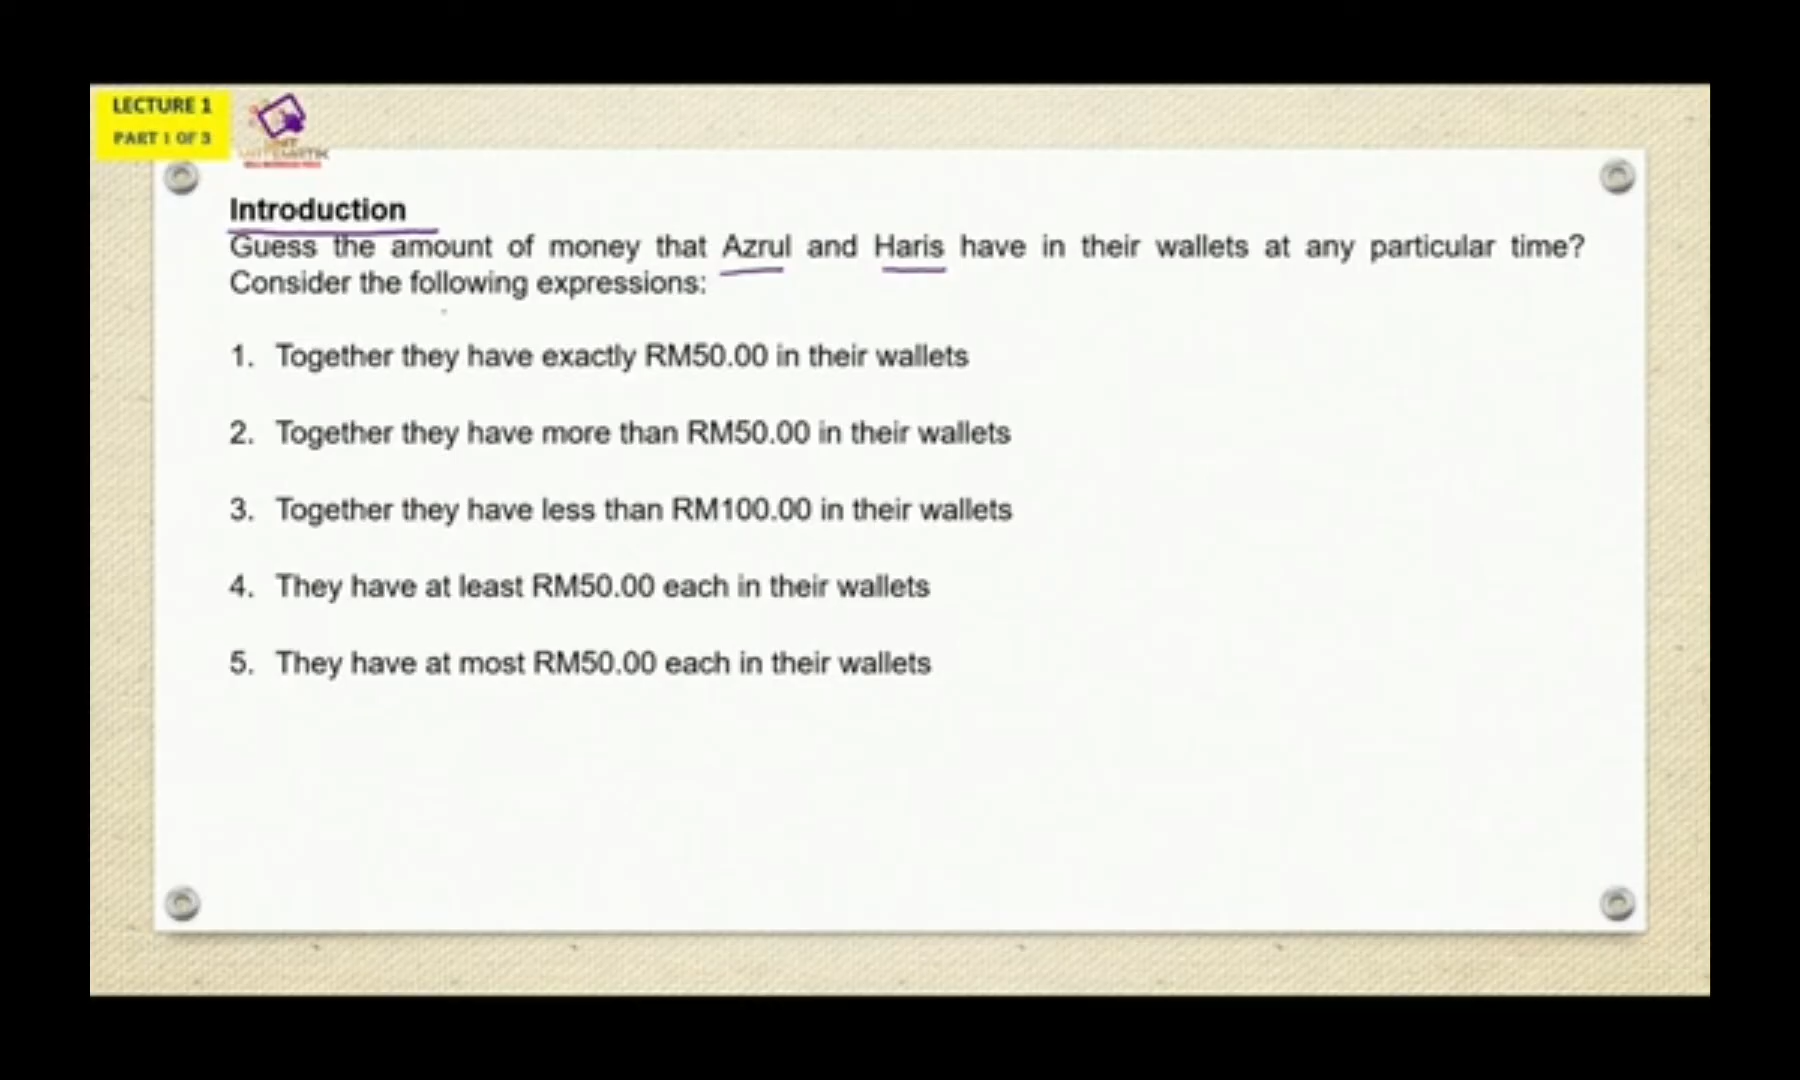 LECTURE 1
PART 1 OF 3
UNIT
MATEMATIK
Introduction
Guess the amount of money that Azrul and Haris have in their wallets at any particular time?
Consider the following expressions:
1. Together they have exactly RM50.00 in their wallets
2. Together they have more than RM50.00 in their wallets
3. Together they have less than RM100.00 in their wallets
4. They have at least RM50.00 each in their wallets
5. They have at most RM50.00 each in their wallets